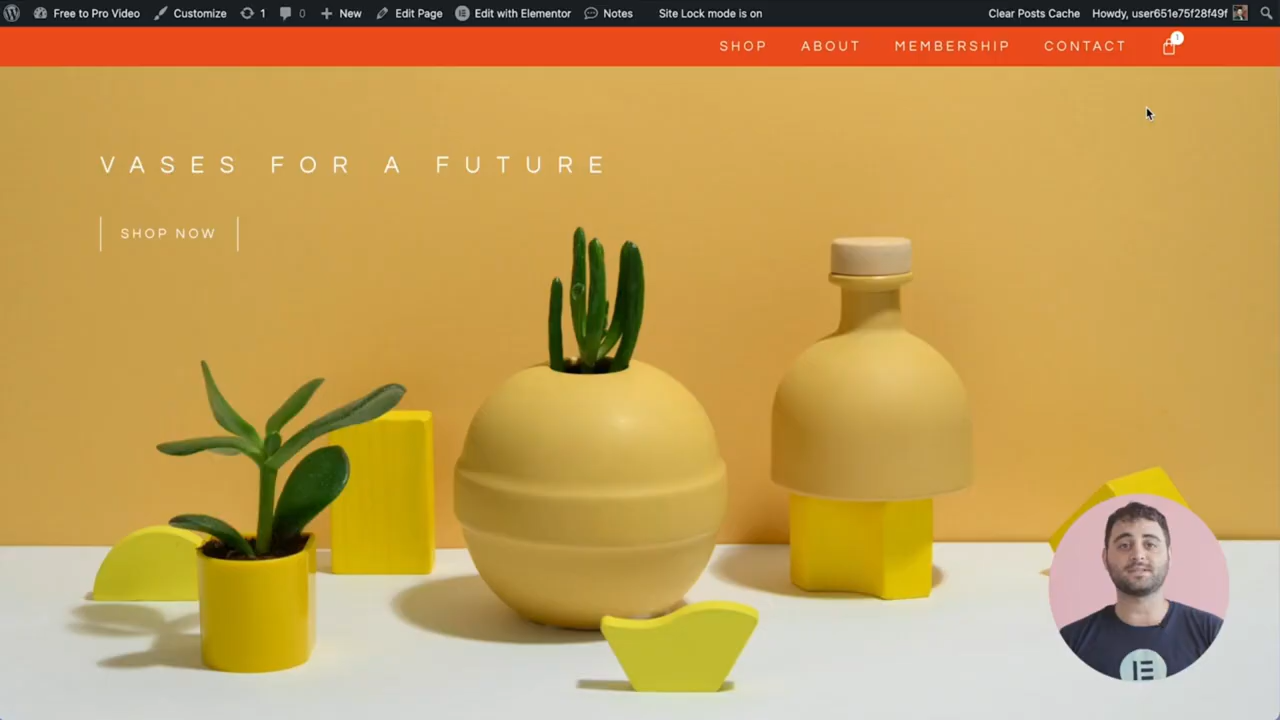 Free to Pro Video Customize 1 0 New Edit Page Edit with Elementor Notes Site Lock mode is on Clear Posts Cache Howdy, user651e75f28f49f
SHOP ABOUT MEMBERSHIP CONTACT 1
VASES FOR A FUTURE
SHOP NOW